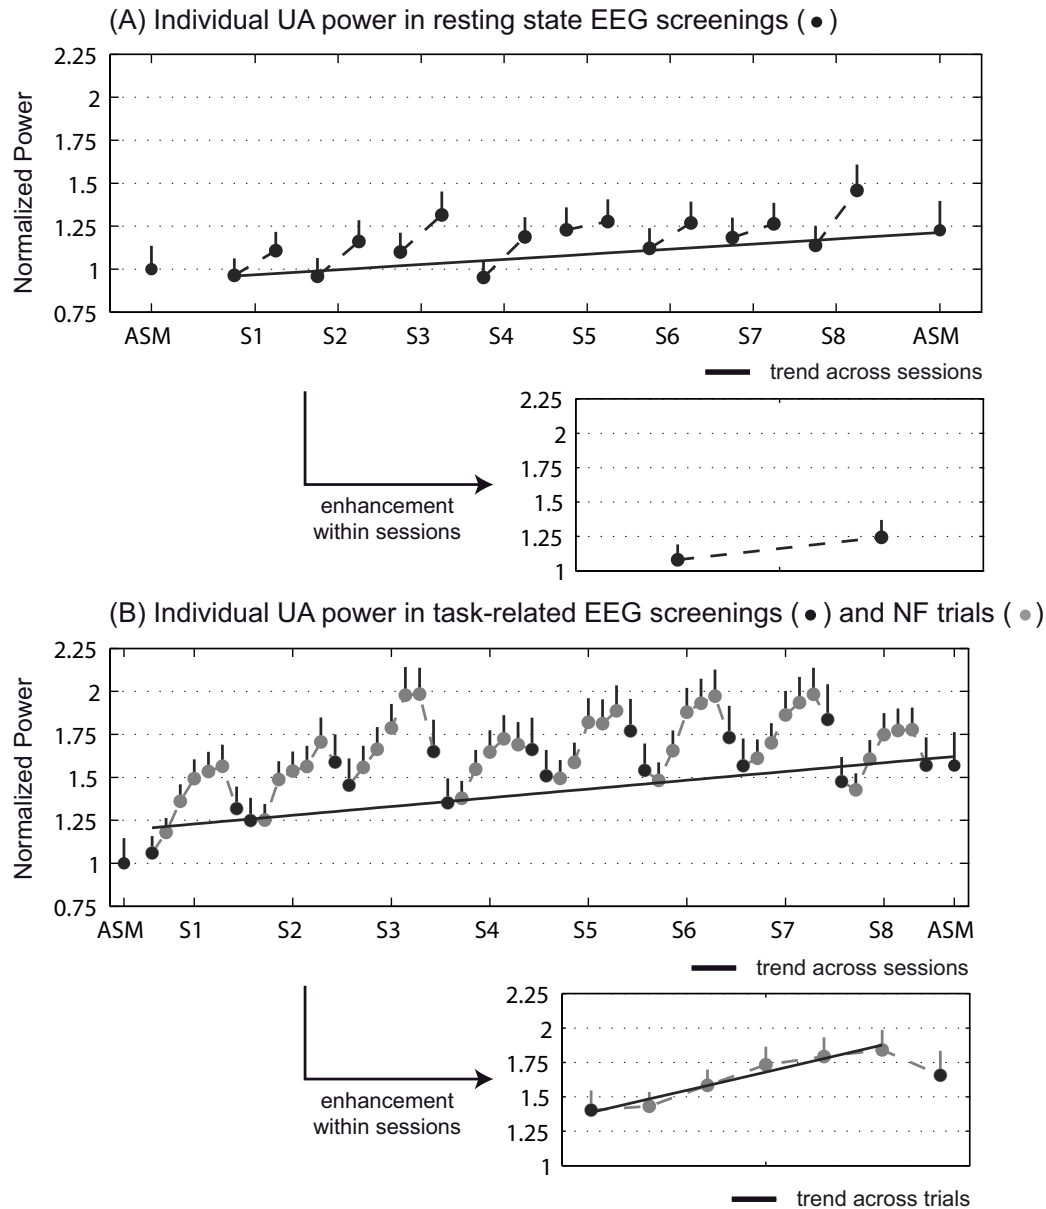 (A) Individual UA power in resting state EEG screenings ( • )
Normalized Power
2.25
2
1.75
1.5
1.25
1
0.75
ASM S1 S2 S3 S4 S5 S6 S7 S8 ASM
trend across sessions
enhancement
within sessions
2.25
2
1.75
1.5
1.25
1
(B) Individual UA power in task-related EEG screenings ( • ) and NF trials ( • )
Normalized Power
2.25
2
1.75
1.5
1.25
1
0.75
ASM S1 S2 S3 S4 S5 S6 S7 S8 ASM
trend across sessions
enhancement
within sessions
2.25
2
1.75
1.5
1.25
1
trend across trials